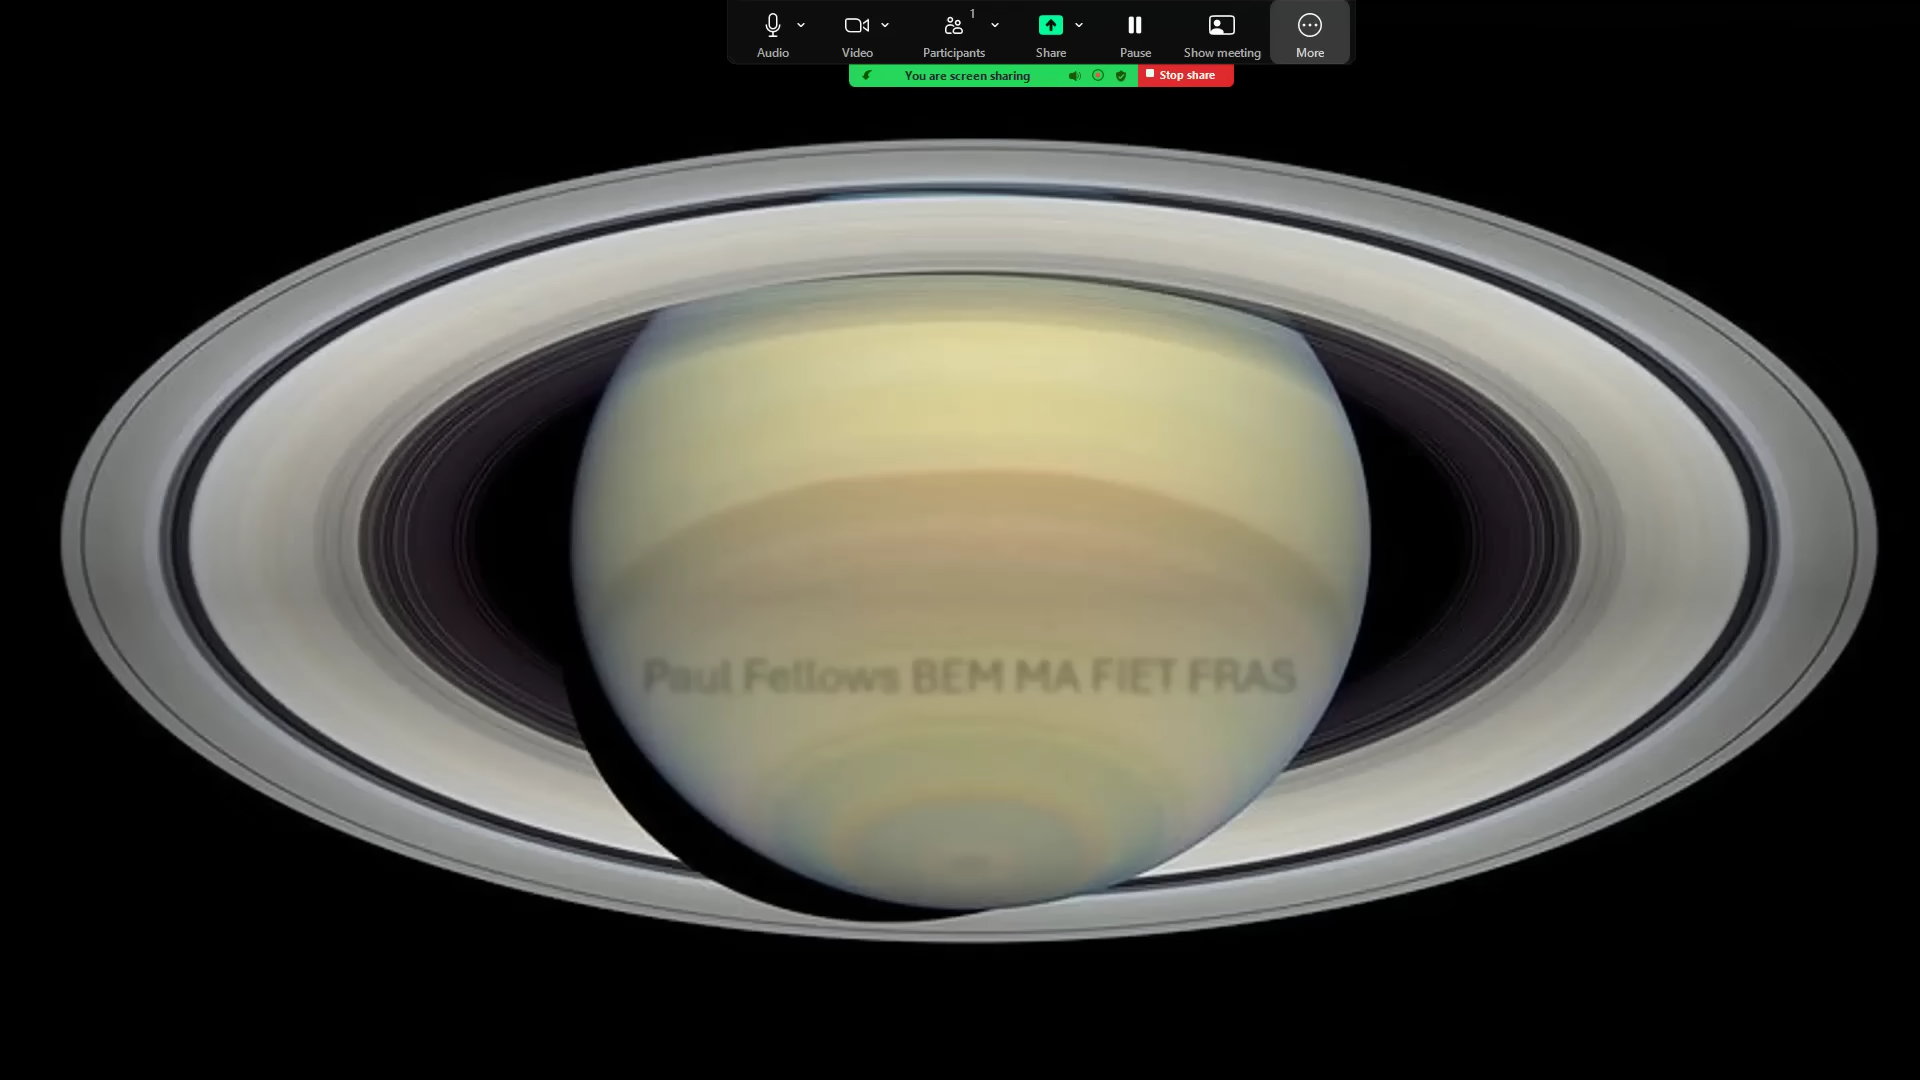 1
Audio
Video
Participants
Share
Pause
Show meeting
More
You are screen sharing
Stop share
Paul Fellows BEM MA FIET FRAS